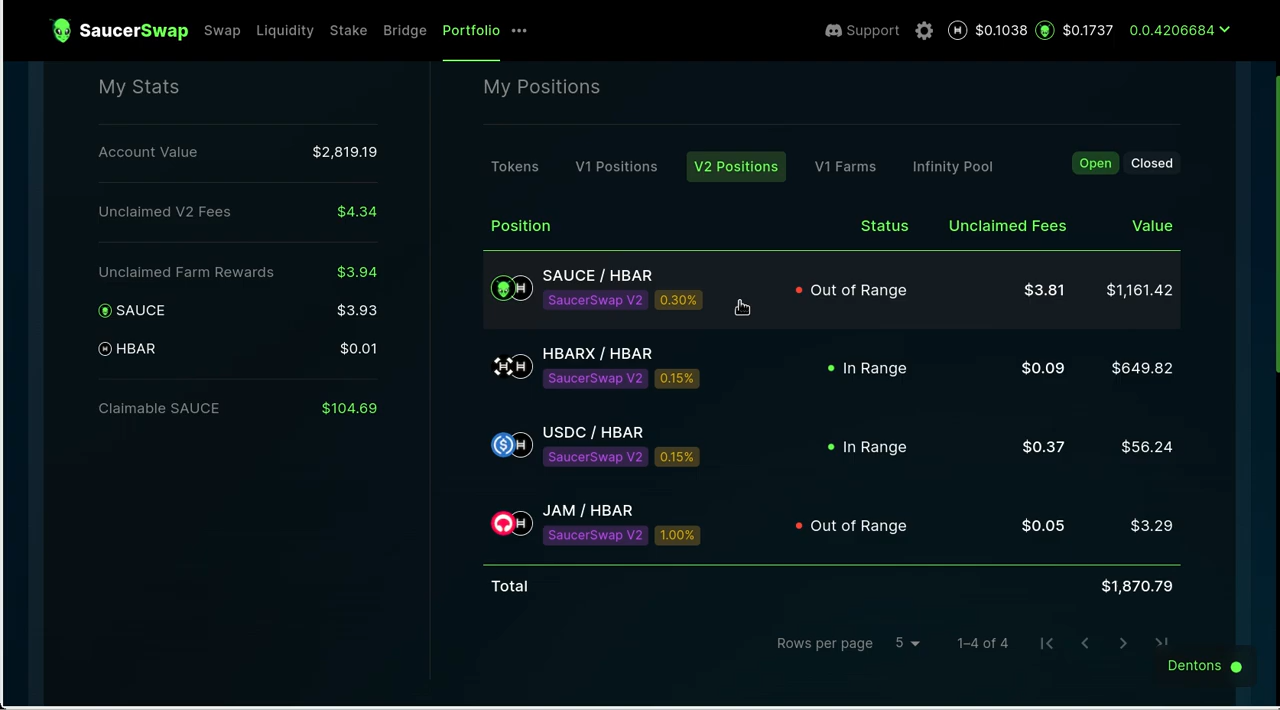 SaucerSwap Swap Liquidity Stake Bridge Portfolio ••• Support $0.1038 $0.1737 0.0.4206684
My Stats
Account Value $2,819.19
Unclaimed V2 Fees $4.34
Unclaimed Farm Rewards $3.94
SAUCE $3.93
HBAR $0.01
Claimable SAUCE $104.69
My Positions
Tokens V1 Positions V2 Positions V1 Farms Infinity Pool Open Closed
Position Status Unclaimed Fees Value
SAUCE / HBAR
SaucerSwap V2 0.30% Out of Range $3.81 $1,161.42
HBARX / HBAR
SaucerSwap V2 0.15% In Range $0.09 $649.82
USDC / HBAR
SaucerSwap V2 0.15% In Range $0.37 $56.24
JAM / HBAR
SaucerSwap V2 1.00% Out of Range $0.05 $3.29
Total $1,870.79
Rows per page 5 1–4 of 4
Dentons